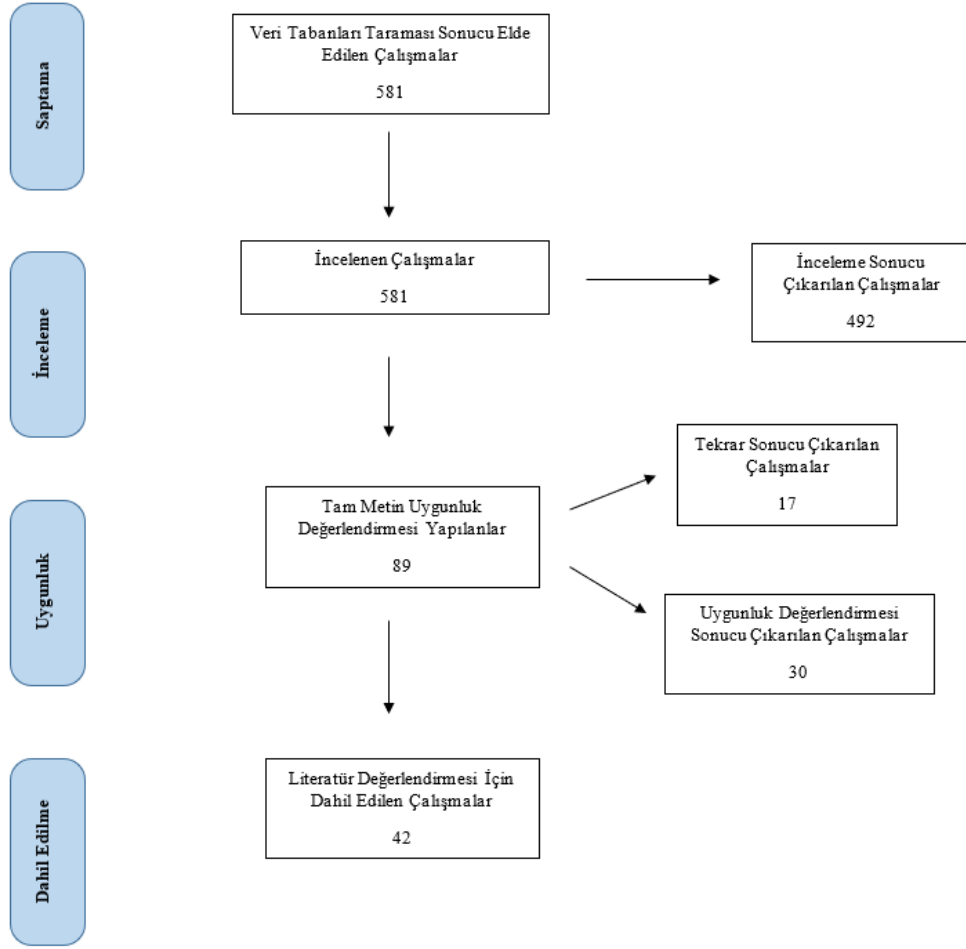 Saptama
Veri Tabanları Taraması Sonucu Elde
Edilen Çalışmalar
581
İnceleme
İncelenen Çalışmalar
581
İnceleme Sonucu
Çıkarılan Çalışmalar
492
Uygunluk
Tam Metin Uygunluk
Değerlendirmesi Yapılanlar
89
Tekrar Sonucu Çıkarılan
Çalışmalar
17
Uygunluk Değerlendirmesi
Sonucu Çıkarılan Çalışmalar
30
Dahil Edilme
Literatür Değerlendirmesi İçin
Dahil Edilen Çalışmalar
42